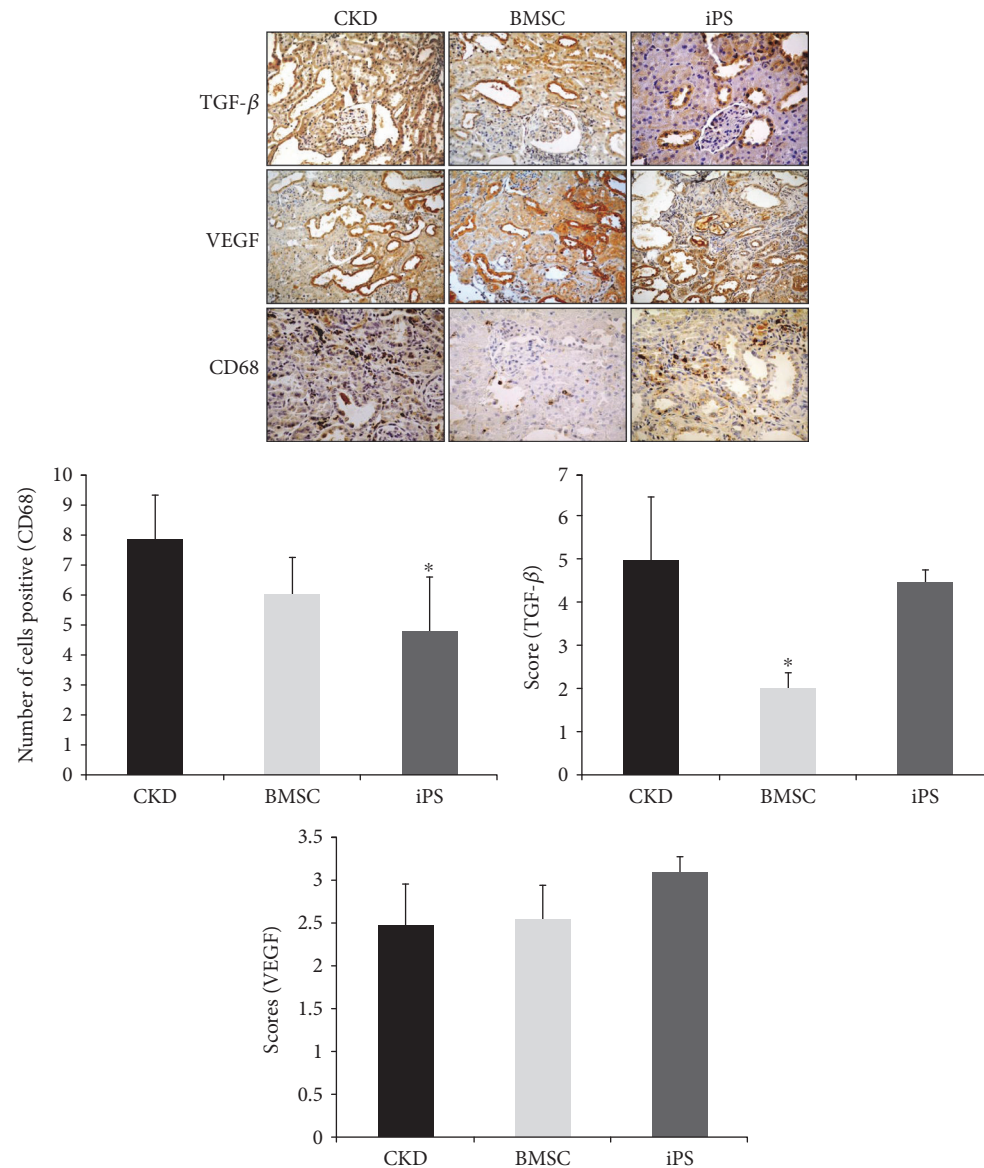 CKD BMSC iPS
TGF-β
VEGF
CD68
10
9
8
7
6
5
4
3
2
1
0
Number of cells positive (CD68)
*
CKD BMSC iPS
7
6
5
4
3
2
1
0
Score (TGF-β)
*
CKD BMSC iPS
3.5
3
2.5
2
1.5
1
0.5
0
Scores (VEGF)
CKD BMSC iPS